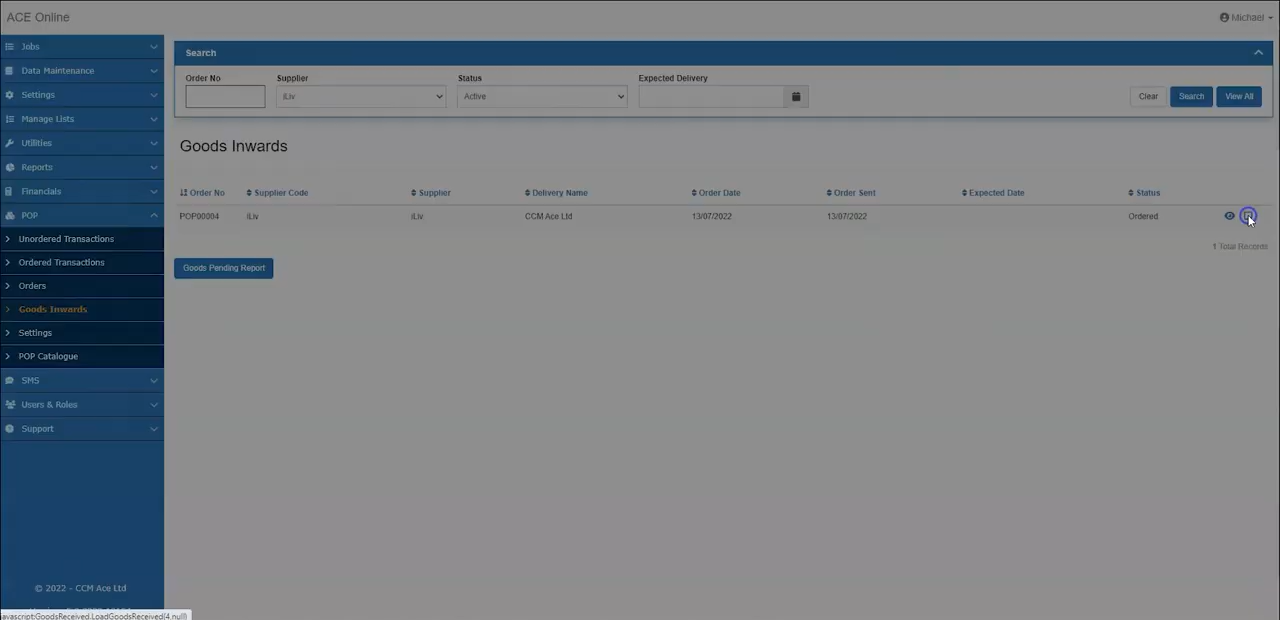 ACE Online
Michael
Jobs
Data Maintenance
Settings
Manage Lists
Utilities
Reports
Financials
POP
Unordered Transactions
Ordered Transactions
Orders
Goods Inwards
Settings
POP Catalogue
SMS
Users & Roles
Support
© 2022 - CCM Ace Ltd
Search
Order No Supplier Status Expected Delivery
iLiv Active Clear Search View All
Goods Inwards
Order No Supplier Code Supplier Delivery Name Order Date Order Sent Expected Date Status
POP00004 iLiv iLiv CCM Ace Ltd 13/07/2022 13/07/2022 Ordered
1 Total Records
Goods Pending Report